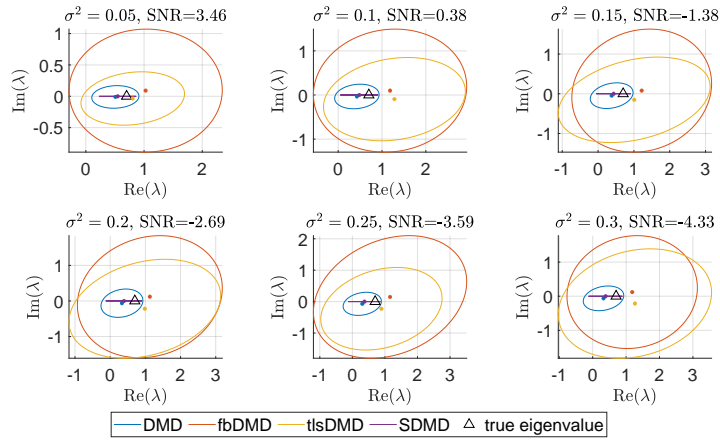 σ² = 0.05, SNR=3.46
Im(λ)
1
0.5
0
-0.5
0
1
2
Re(λ)
σ² = 0.1, SNR=0.38
Im(λ)
1
0
-1
0
1
2
Re(λ)
σ² = 0.15, SNR=-1.38
Im(λ)
1
0
-1
-1
0
1
2
3
Re(λ)
σ² = 0.2, SNR=-2.69
Im(λ)
1
0
-1
-1
0
1
2
3
Re(λ)
σ² = 0.25, SNR=-3.59
Im(λ)
2
1
0
-1
-1
0
1
2
3
Re(λ)
σ² = 0.3, SNR=-4.33
Im(λ)
1
0
-1
0
1
2
3
Re(λ)
DMD fbDMD tlsDMD SDMD true eigenvalue